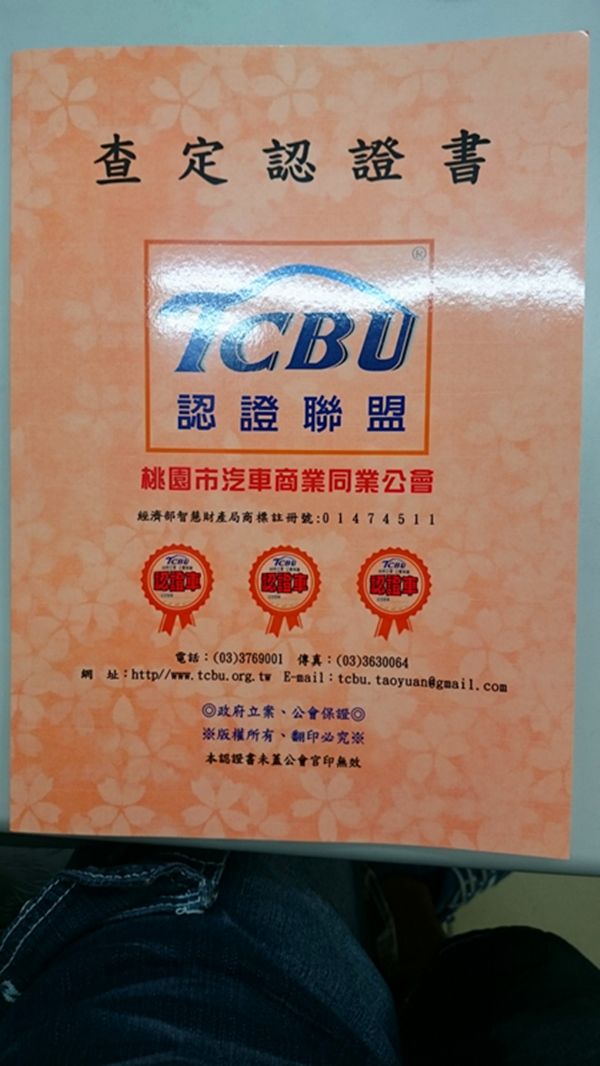 查定認證書
®
TCBU
認證聯盟
桃園市汽車商業同業公會
經濟部智慧財產局商標註冊號:01474511
TCBU TCBU TCBU
認證車 認證車 認證車
電話：(03)3769001 傳真：(03)3630064
網 址：http//www.tcbu.org.tw E-mail：tcbu.taoyuan@gmail.com
◎政府立案、公會保證◎
※版權所有、翻印必究※
本認證書未蓋公會官印無效